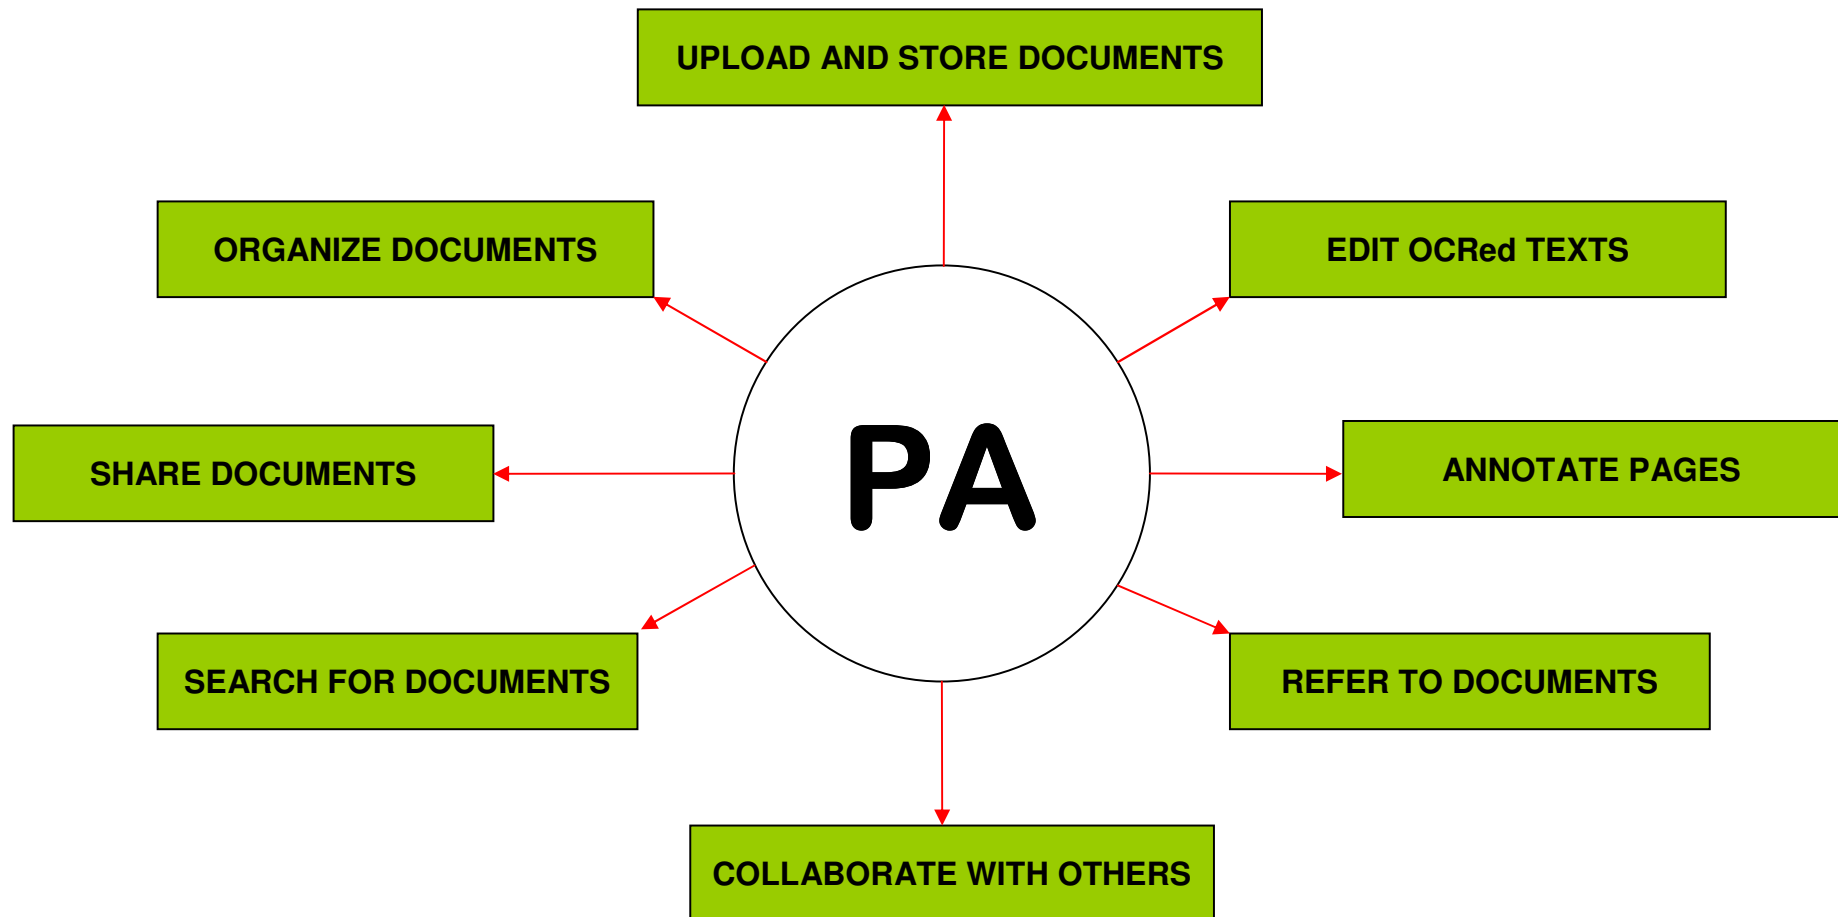 UPLOAD AND STORE DOCUMENTS
ORGANIZE DOCUMENTS
EDIT OCRed TEXTS
SHARE DOCUMENTS
PA
ANNOTATE PAGES
SEARCH FOR DOCUMENTS
REFER TO DOCUMENTS
COLLABORATE WITH OTHERS